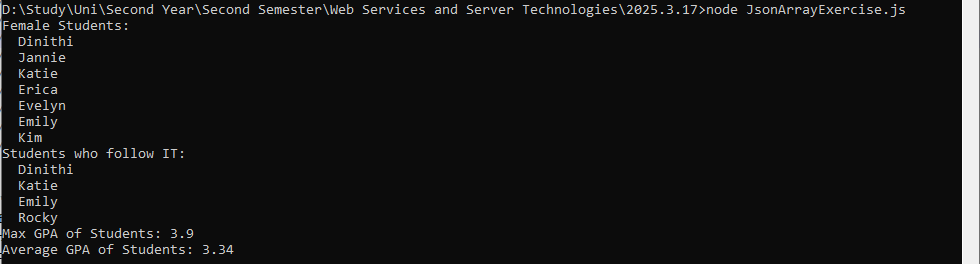 D:\Study\Uni\Second Year\Second Semester\Web Services and Server Technologies\2025.3.17>node JsonArrayExercise.js
Female Students:
  Dinithi
  Jannie
  Katie
  Erica
  Evelyn
  Emily
  Kim
Students who follow IT:
  Dinithi
  Katie
  Emily
  Rocky
Max GPA of Students: 3.9
Average GPA of Students: 3.34